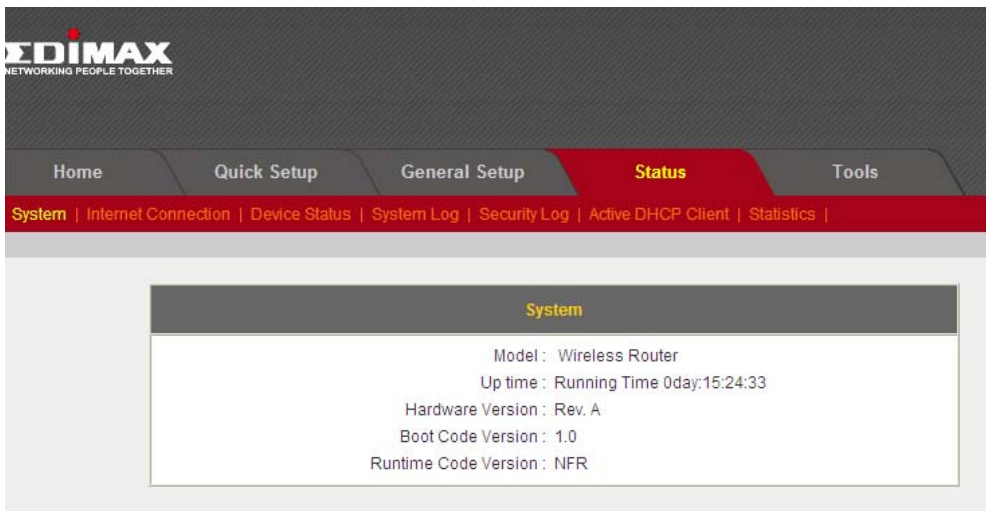 EDIMAX
NETWORKING PEOPLE TOGETHER
Home Quick Setup General Setup Status Tools
System | Internet Connection | Device Status | System Log | Security Log | Active DHCP Client | Statistics |
System
Model : Wireless Router
Up time : Running Time 0day:15:24:33
Hardware Version : Rev. A
Boot Code Version : 1.0
Runtime Code Version : NFR